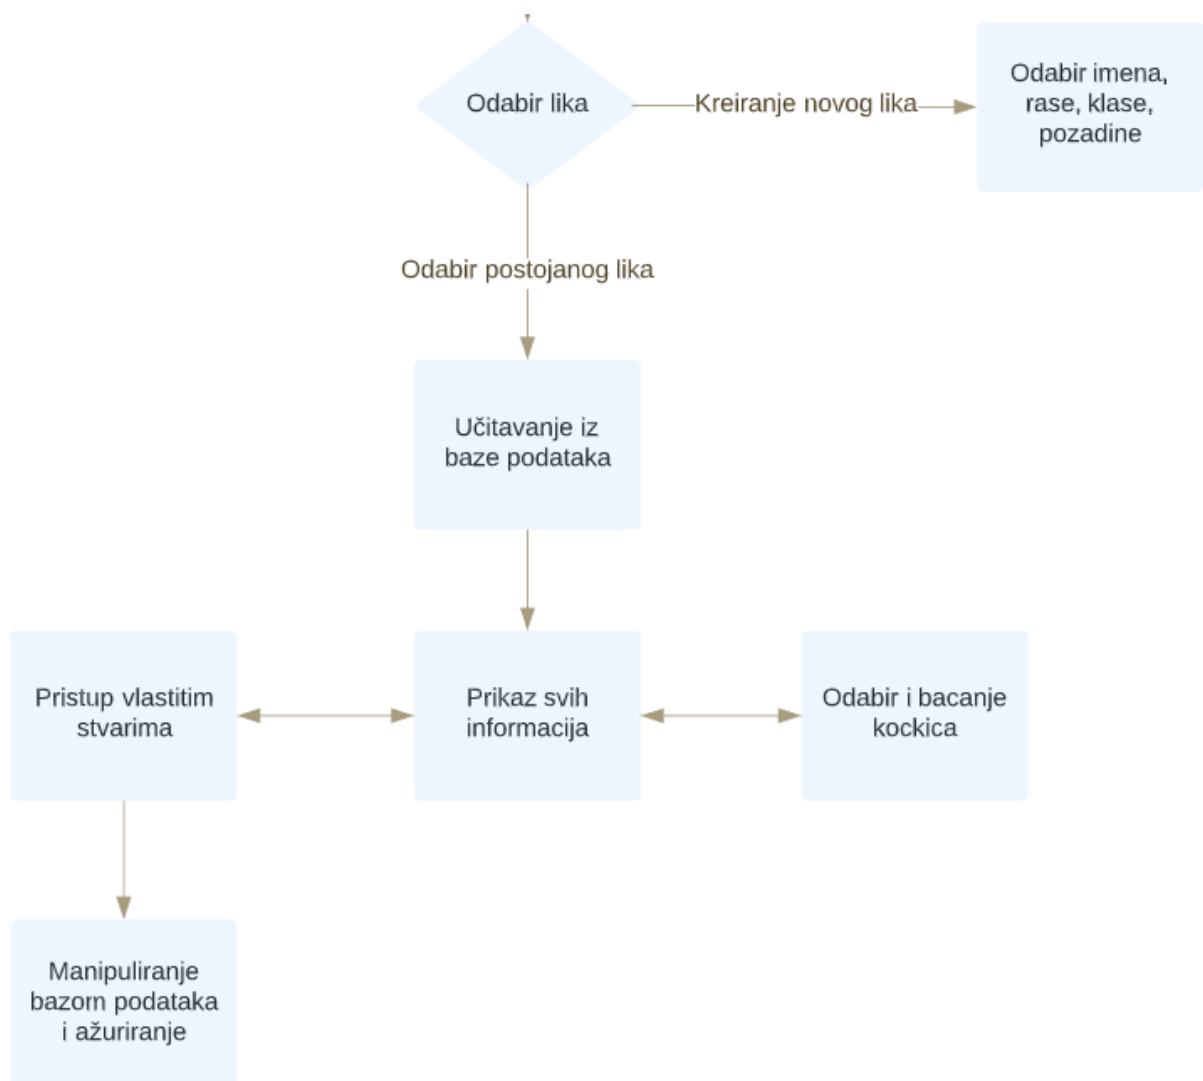 Odabir lika
Kreiranje novog lika
Odabir imena,
rase, klase,
pozadine
Odabir postojanog lika
Učitavanje iz
baze podataka
Pristup vlastitim
stvarima
Prikaz svih
informacija
Odabir i bacanje
kockica
Manipuliranje
bazom podataka
i ažuriranje